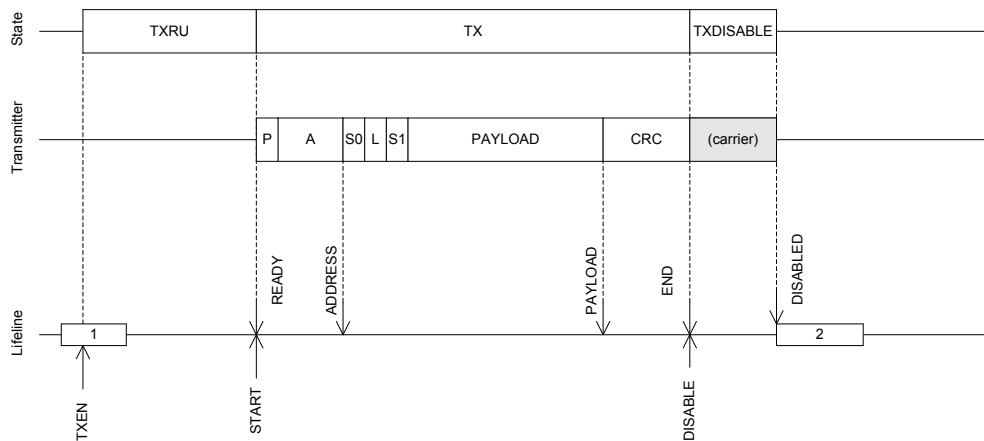 State
TXRU
TX
TXDISABLE
Transmitter
P
A
S0
L
S1
PAYLOAD
CRC
(carrier)
READY
ADDRESS
PAYLOAD
END
DISABLED
Lifeline
1
2
TXEN
START
DISABLE